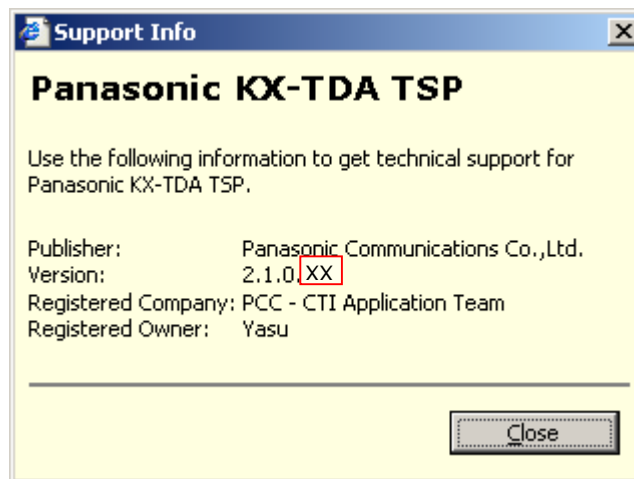 Support Info
Panasonic KX-TDA TSP
Use the following information to get technical support for
Panasonic KX-TDA TSP.
Publisher: Panasonic Communications Co.,Ltd.
Version: 2.1.0.XX
Registered Company: PCC - CTI Application Team
Registered Owner: Yasu
Close